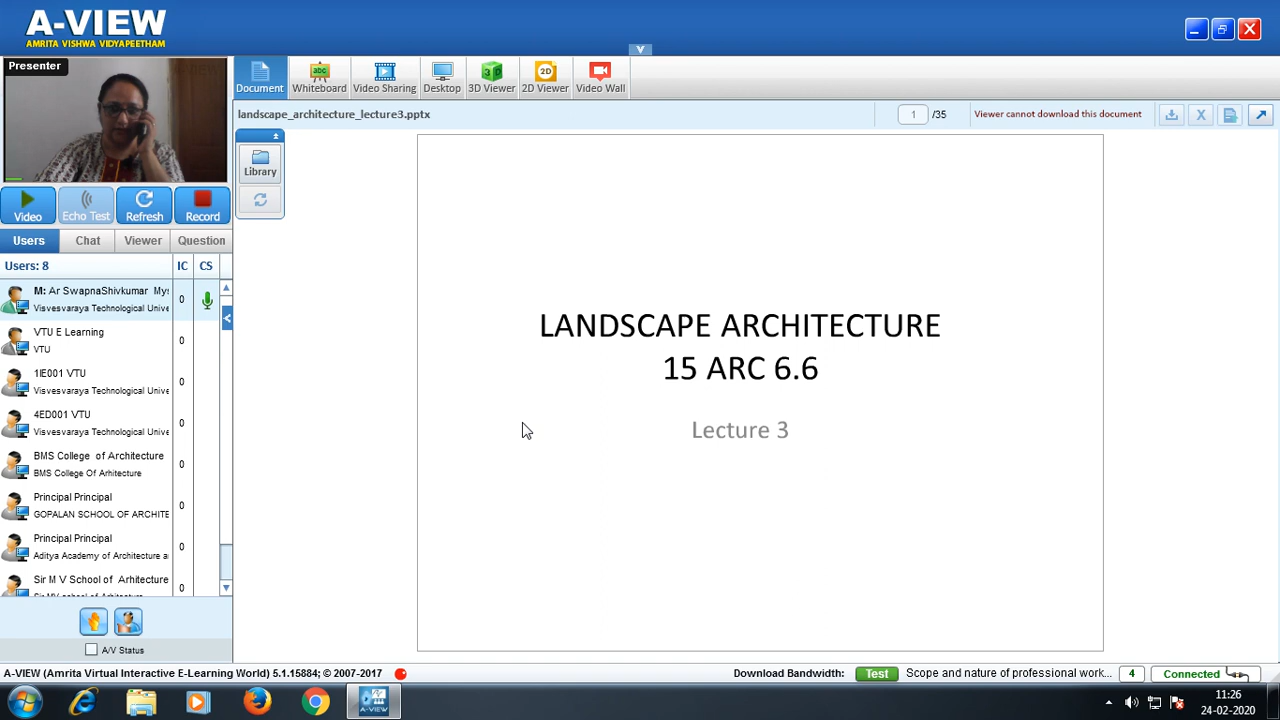 A-VIEW
AMRITA VISHWA VIDYAPEETHAM
Presenter
Document
Whiteboard
Video Sharing
Desktop
3D Viewer
2D Viewer
Video Wall
landscape_architecture_lecture3.pptx
1 /35
Viewer cannot download this document
Library
Video
Echo Test
Refresh
Record
Users
Chat
Viewer
Question
Users: 8
IC
CS
M: Ar SwapnaShivkumar Mys
Visvesvaraya Technological Unive
0
VTU E Learning
VTU
0
1IE001 VTU
Visvesvaraya Technological Unive
0
4ED001 VTU
Visvesvaraya Technological Unive
0
BMS College of Architecture
BMS College Of Arhitecture
0
Principal Principal
GOPALAN SCHOOL OF ARCHITE
0
Principal Principal
Aditya Academy of Architecture a
0
Sir M V School of Arhitecture
Sir MV school of Arhitecture
0
A/V Status
LANDSCAPE ARCHITECTURE
15 ARC 6.6
Lecture 3
A-VIEW (Amrita Virtual Interactive E-Learning World) 5.1.15884; © 2007-2017
Download Bandwidth:
Test
Scope and nature of professional work...
4
Connected
11:26
24-02-2020